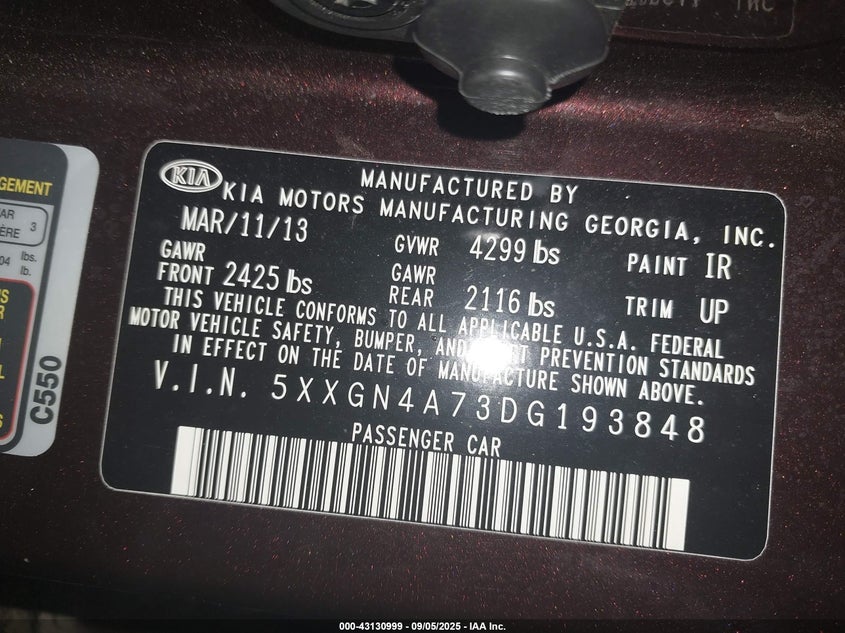 KIA
MANUFACTURED BY
KIA MOTORS MANUFACTURING GEORGIA, INC.
MAR/11/13 GVWR 4299 lbs PAINT IR
GAWR FRONT 2425 lbs GAWR REAR 2116 lbs TRIM UP
THIS VEHICLE CONFORMS TO ALL APPLICABLE U.S.A. FEDERAL
MOTOR VEHICLE SAFETY, BUMPER, AND PREVENTION STANDARDS
IN EFFECT ON THE DATE OF MANUFACTURE SHOWN ABOVE.
V.I.N. 5XXGN4A73DG193848
PASSENGER CAR
3
lbs.
lb.
C550
000-43130999 - 09/05/2025 - IAA Inc.